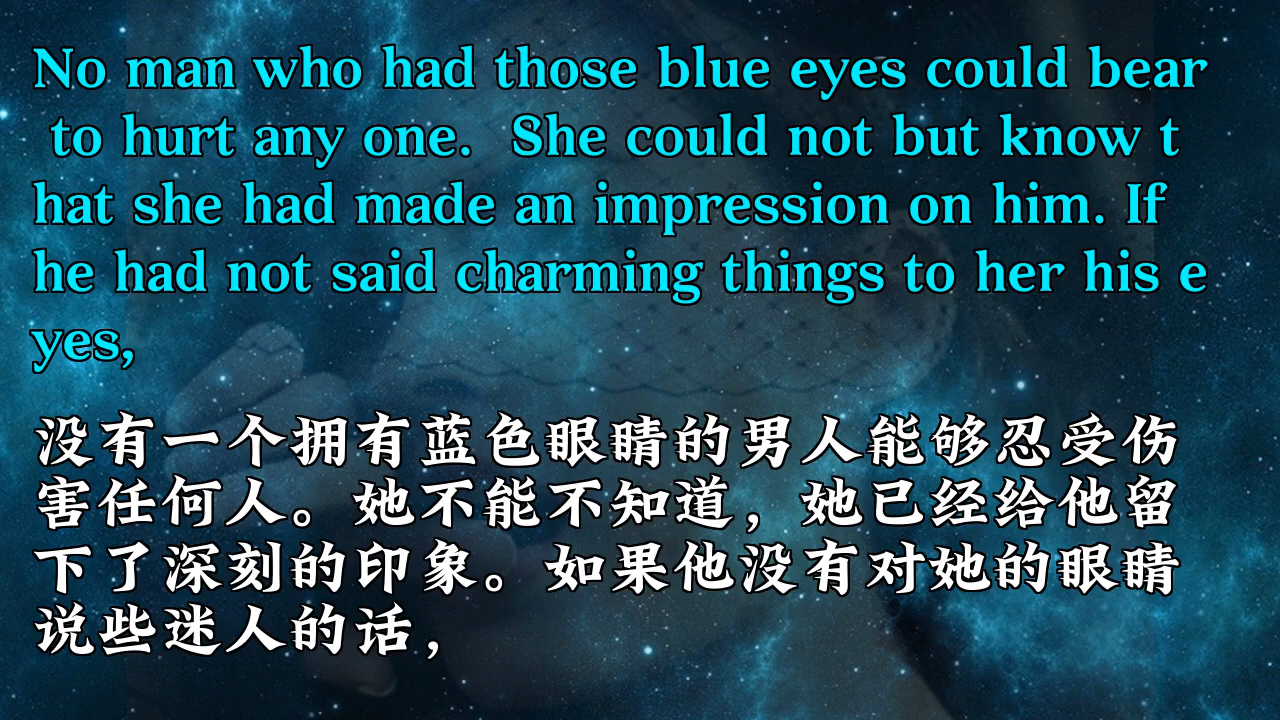 No man who had those blue eyes could bear
to hurt any one.  She could not but know t
hat she had made an impression on him. If
he had not said charming things to her his e
yes,
没有一个拥有蓝色眼睛的男人能够忍受伤
害任何人。她不能不知道，她已经给他留
下了深刻的印象。如果他没有对她的眼睛
说些迷人的话，